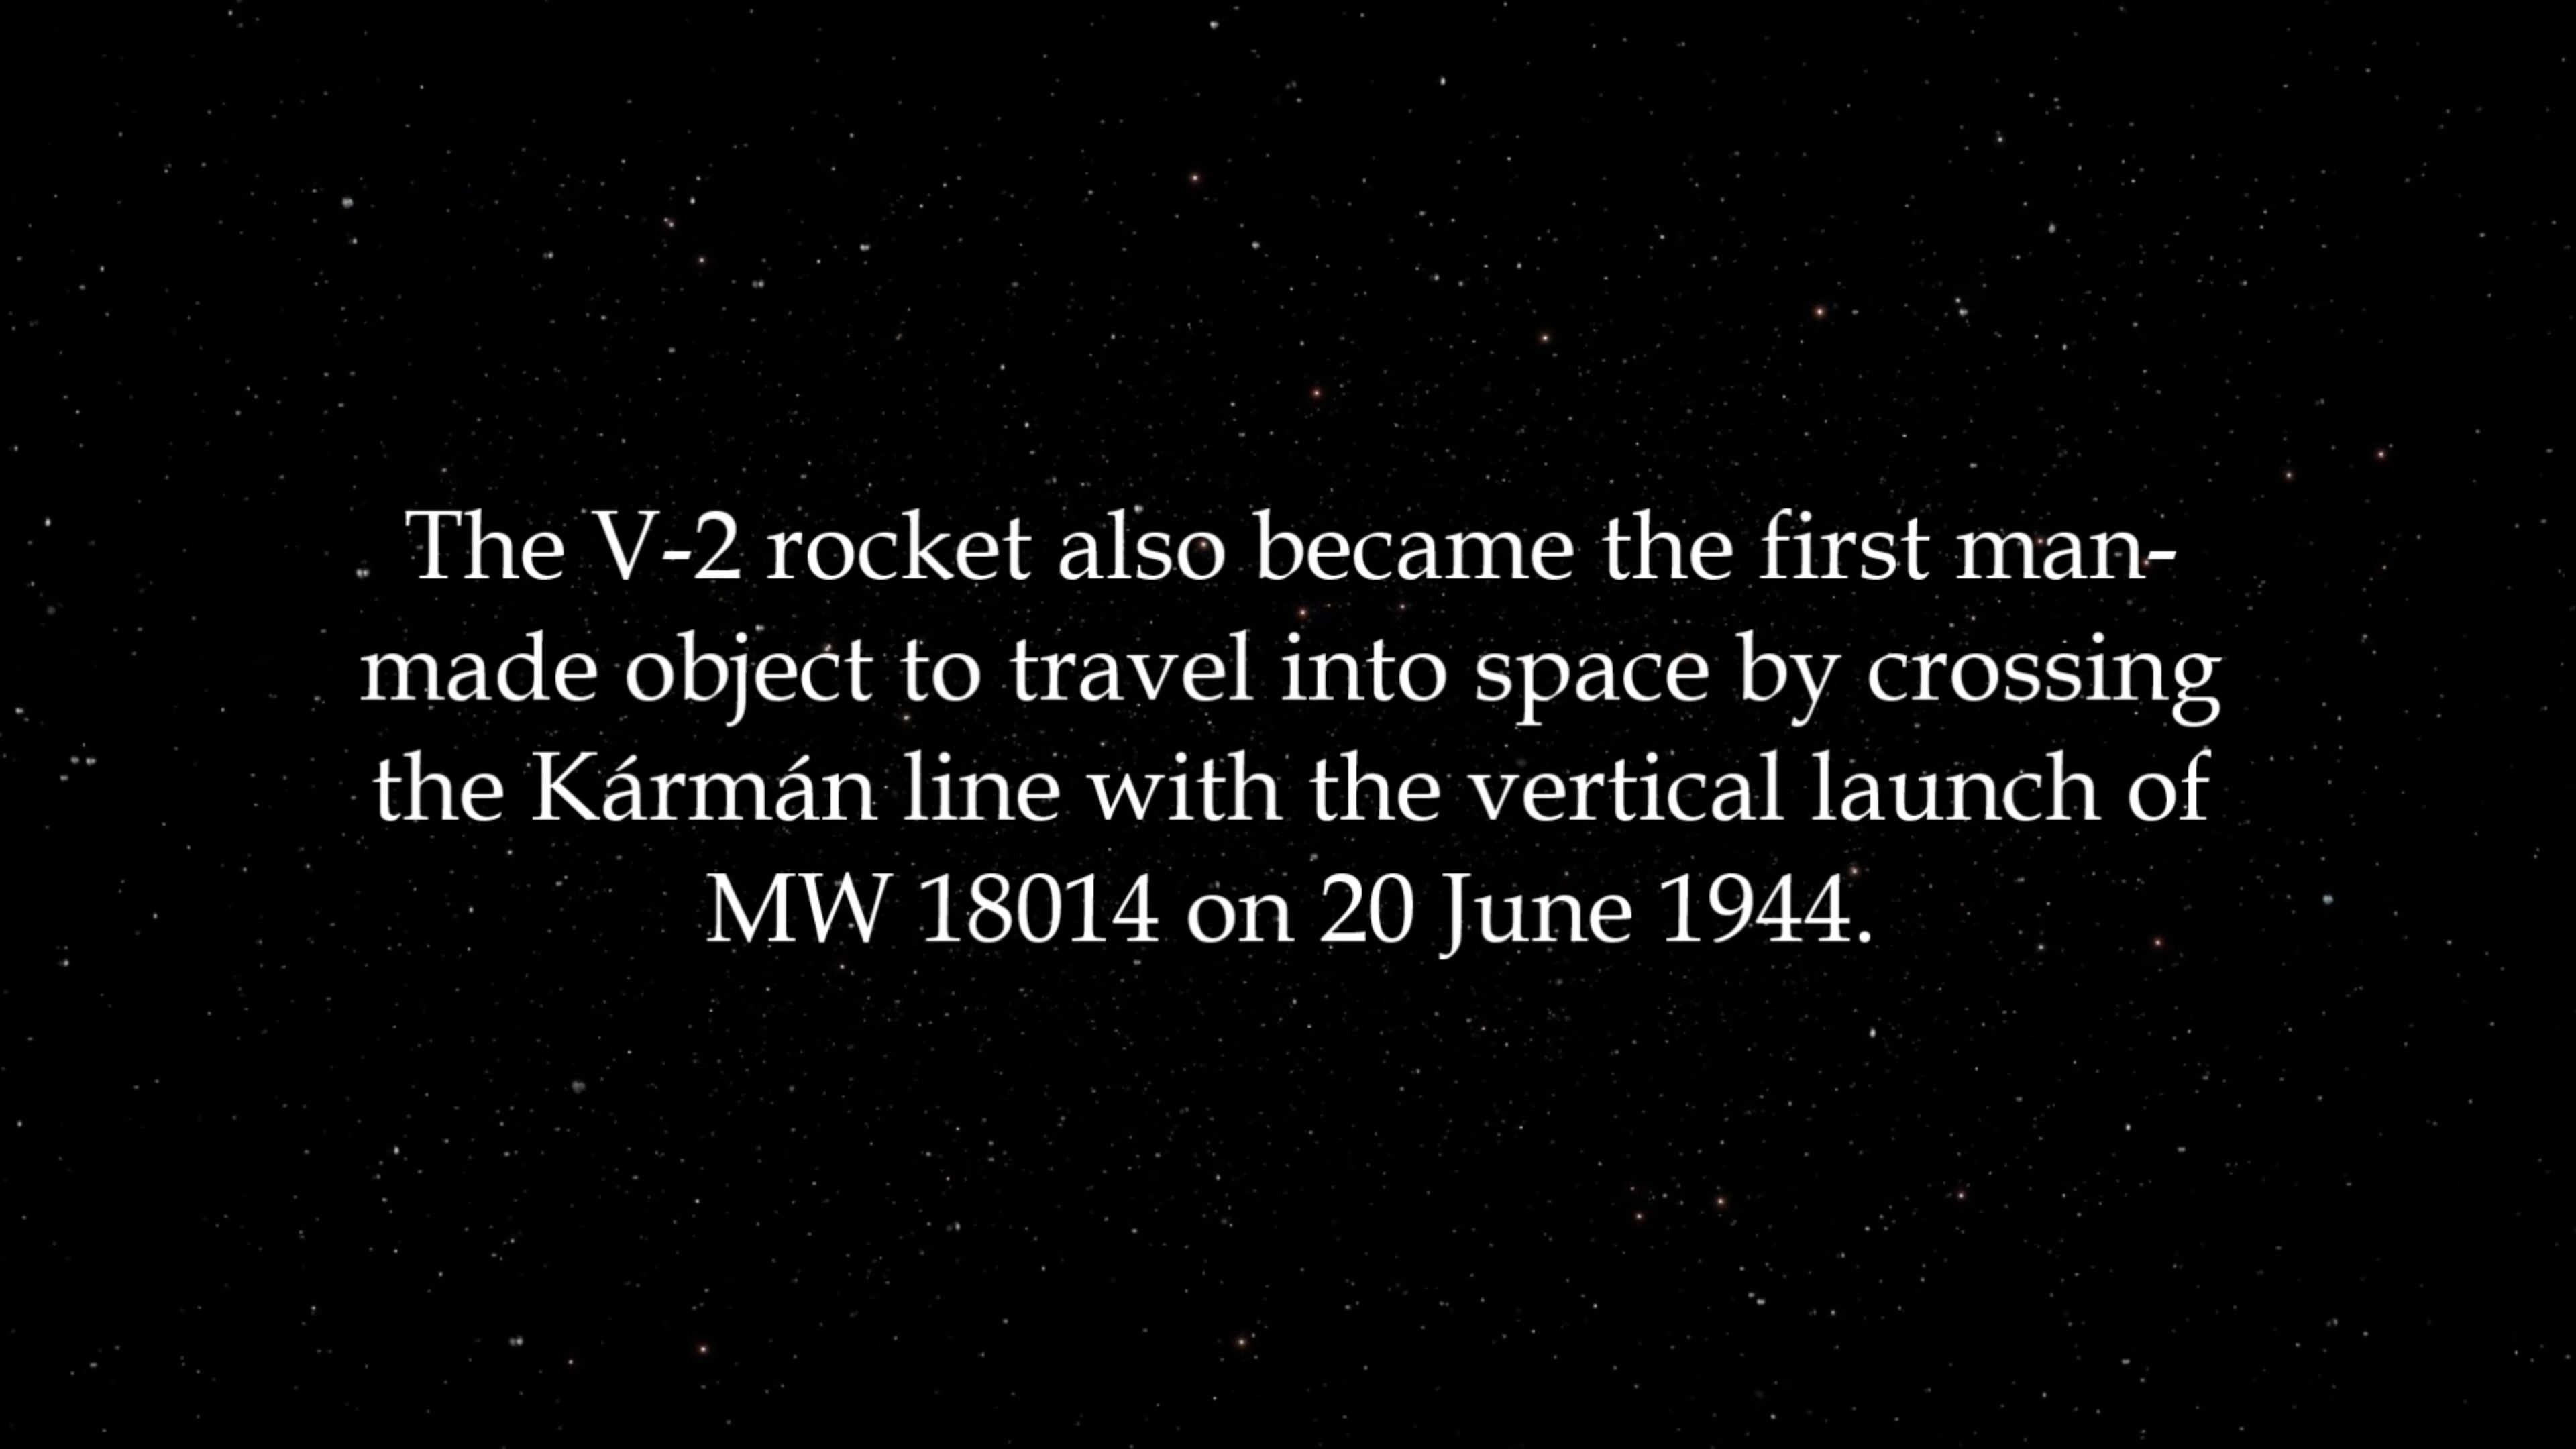 The V-2 rocket also became the first man-
made object to travel into space by crossing
the Kármán line with the vertical launch of
MW 18014 on 20 June 1944.